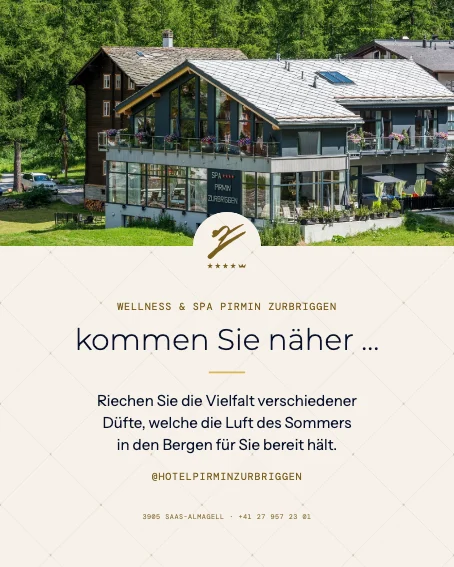 SPA ****
PIRMIN
ZURBRIGGEN
WELLNESS & SPA PIRMIN ZURBRIGGEN
kommen Sie näher ...
Riechen Sie die Vielfalt verschiedener
Düfte, welche die Luft des Sommers
in den Bergen für Sie bereit hält.
@HOTELPIRMINZURBRIGGEN
3905 SAAS-ALMAGELL · +41 27 957 23 01